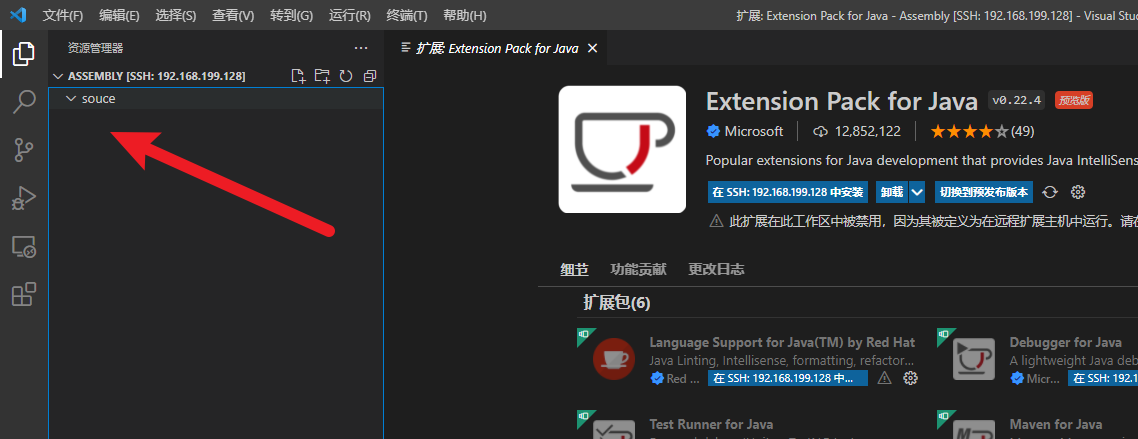 文件(F) 编辑(E) 选择(S) 查看(V) 转到(G) 运行(R) 终端(T) 帮助(H) 扩展: Extension Pack for Java - Assembly [SSH: 192.168.199.128] - Visual Stu
资源管理器 ···
扩展: Extension Pack for Java
ASSEMBLY [SSH: 192.168.199.128]
souce
Extension Pack for Java v0.22.4 预览版
Microsoft 12,852,122 (49)
Popular extensions for Java development that provides Java IntelliSens
在 SSH: 192.168.199.128 中安装 卸载 切换到预发布版本
此扩展在此工作区中被禁用，因为其被定义为在远程扩展主机中运行。请在
细节 功能贡献 更改日志
扩展包(6)
Language Support for Java(TM) by Red Hat
Java Linting, Intellisense, formatting, refactor...
Red ... 在 SSH: 192.168.199.128 中...
Debugger for Java
A lightweight Java deb
Micr... 在 SSH: 192.168.199.128
Test Runner for Java
Maven for Java